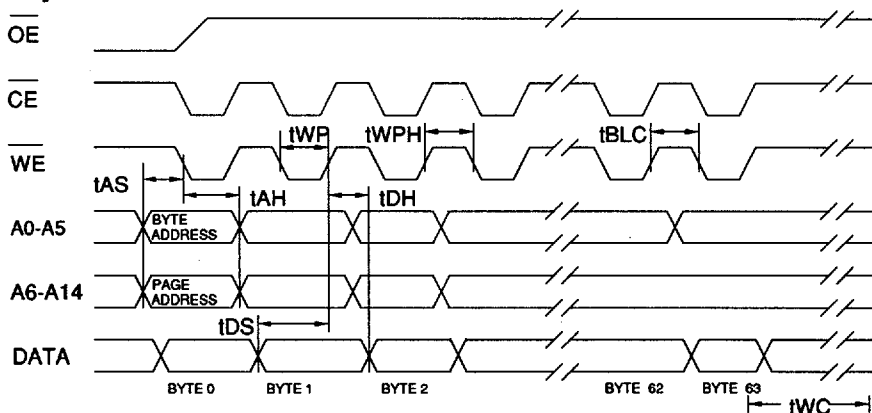 OE
CE
tWP tWPH tBLC
WE
tAS
tAH tDH
A0-A5 BYTE ADDRESS
A6-A14 PAGE ADDRESS
tDS
DATA
BYTE 0 BYTE 1 BYTE 2 BYTE 62 BYTE 63
tWC